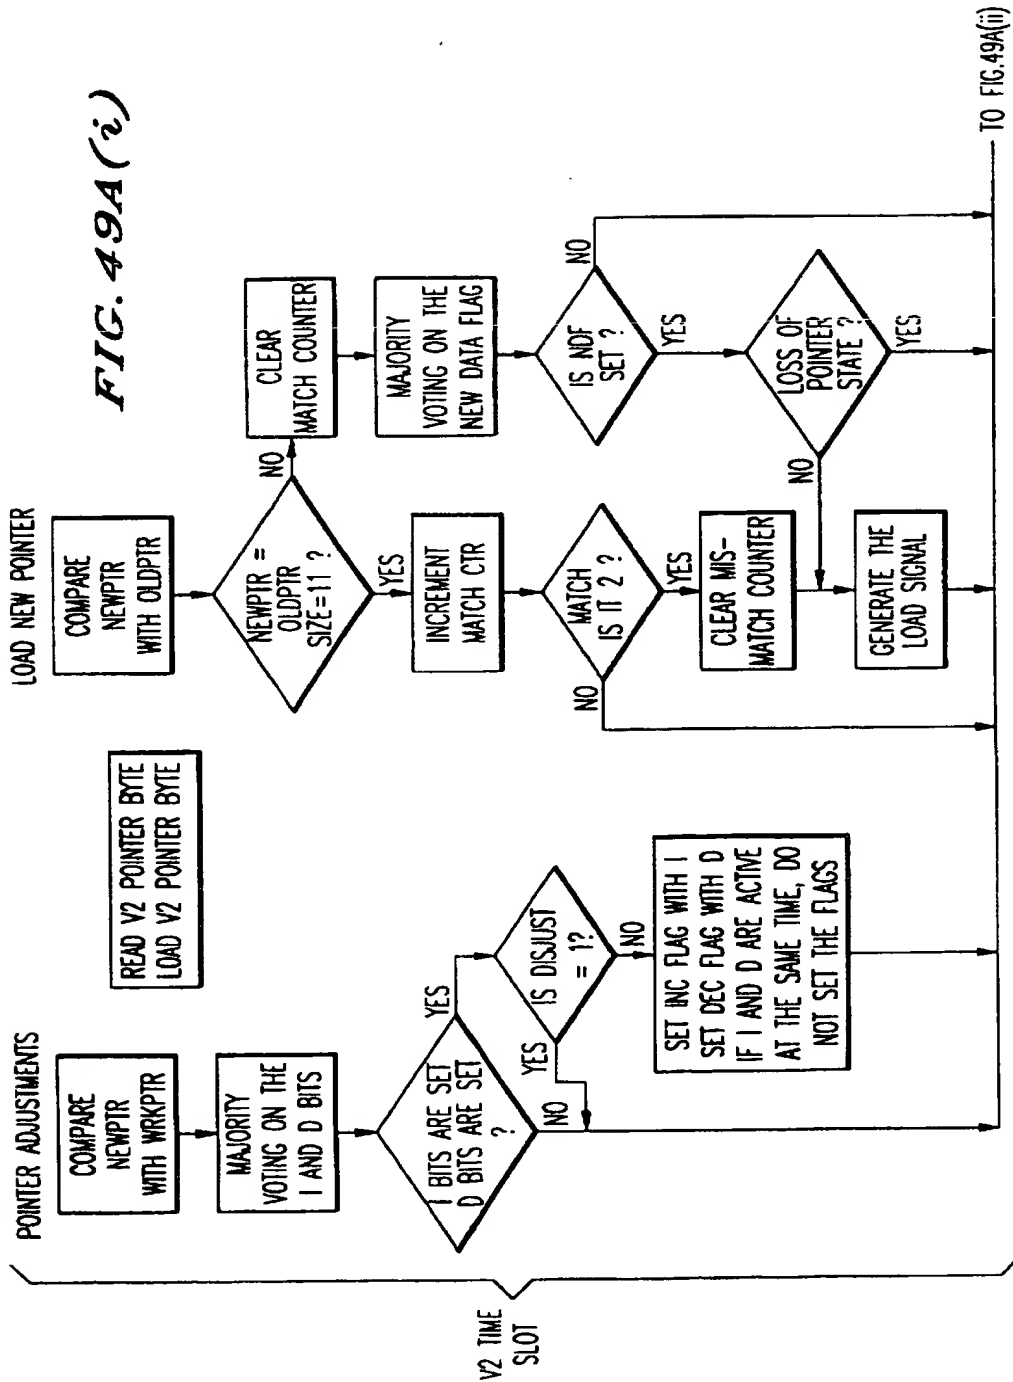 FIG. 49A(i)
POINTER ADJUSTMENTS
COMPARE
NEWPTR
WITH WRKPTR
MAJORITY
VOTING ON THE
I AND D BITS
I BITS ARE SET
D BITS ARE SET
?
YES
NO
IS DISJUST
= 1?
YES
NO
SET INC FLAG WITH I
SET DEC FLAG WITH D
IF I AND D ARE ACTIVE
AT THE SAME TIME, DO
NOT SET THE FLAGS
READ V2 POINTER BYTE
LOAD V2 POINTER BYTE
LOAD NEW POINTER
COMPARE
NEWPTR
WITH OLDPTR
NEWPTR =
OLDPTR
SIZE=11 ?
NO
YES
INCREMENT
MATCH CTR
MATCH
IS IT 2 ?
NO
YES
CLEAR MIS-
MATCH COUNTER
GENERATE THE
LOAD SIGNAL
CLEAR
MATCH COUNTER
MAJORITY
VOTING ON THE
NEW DATA FLAG
IS NDF
SET ?
NO
YES
LOSS OF
POINTER
STATE ?
NO
YES
V2 TIME
SLOT
TO FIG.49A(ii)